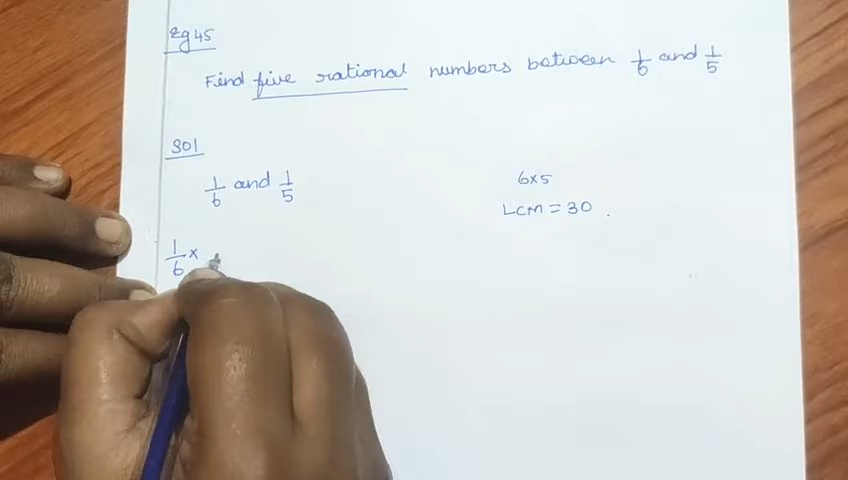 Eg 45
Find five rational numbers between 1/6 and 1/5
Sol
1/6 and 1/5
6x5
LCM = 30 .
1/6 x